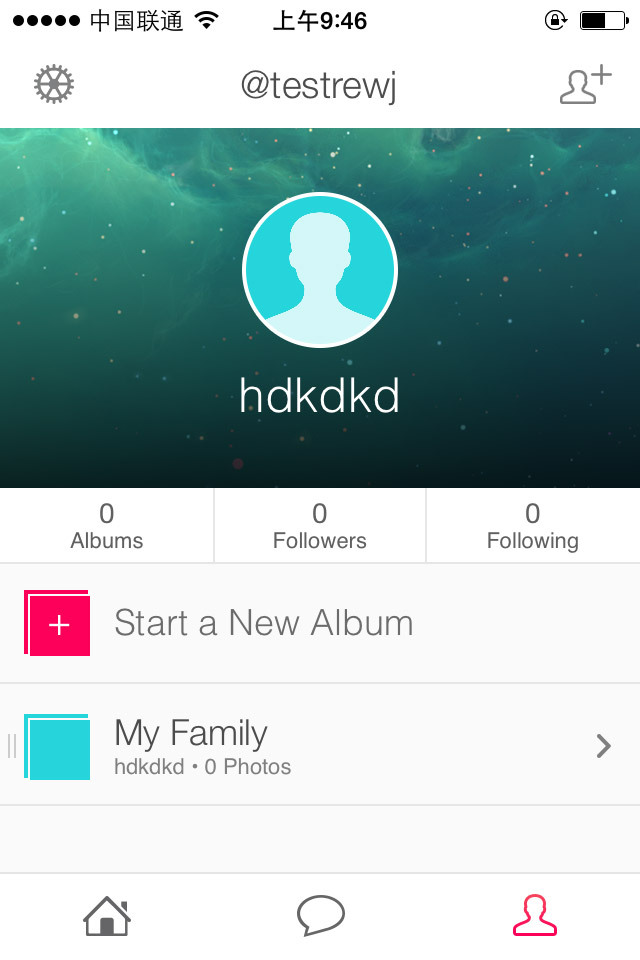 中国联通 上午9:46
@testrewj
hdkdkd
0 0 0
Albums Followers Following
Start a New Album
My Family
hdkdkd • 0 Photos